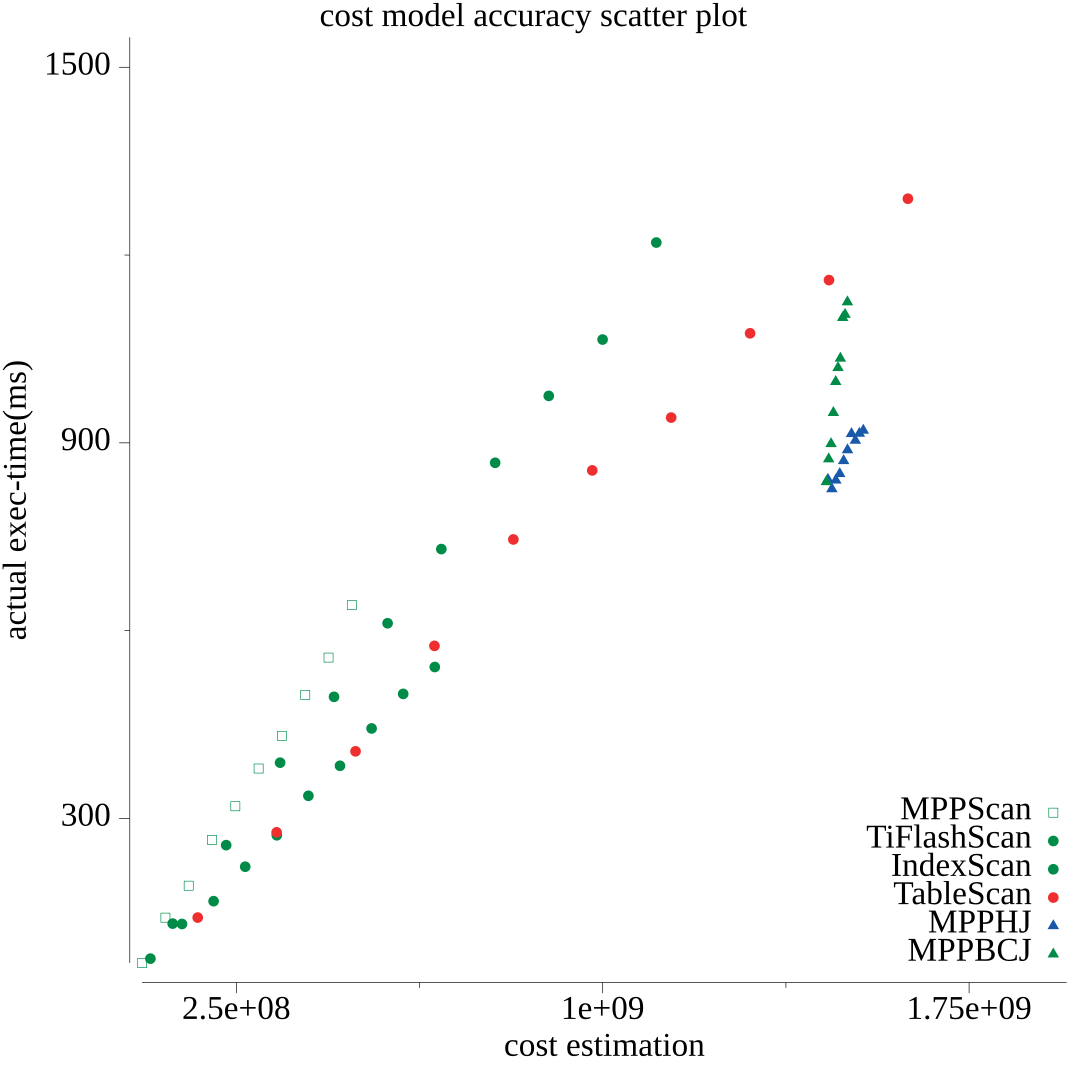 cost model accuracy scatter plot
1500
900
300
actual exec-time(ms)
MPPScan
TiFlashScan
IndexScan
TableScan
MPPHJ
MPPBCJ
2.5e+08 1e+09 1.75e+09
cost estimation